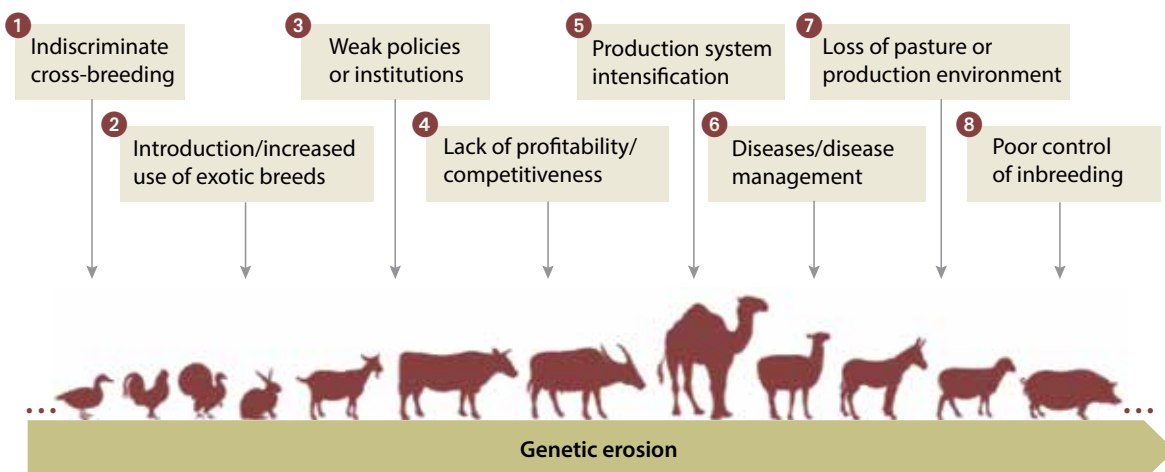 1
Indiscriminate
cross-breeding
2
Introduction/increased
use of exotic breeds
3
Weak policies
or institutions
4
Lack of profitability/
competitiveness
5
Production system
intensification
6
Diseases/disease
management
7
Loss of pasture or
production environment
8
Poor control
of inbreeding
...
...
Genetic erosion